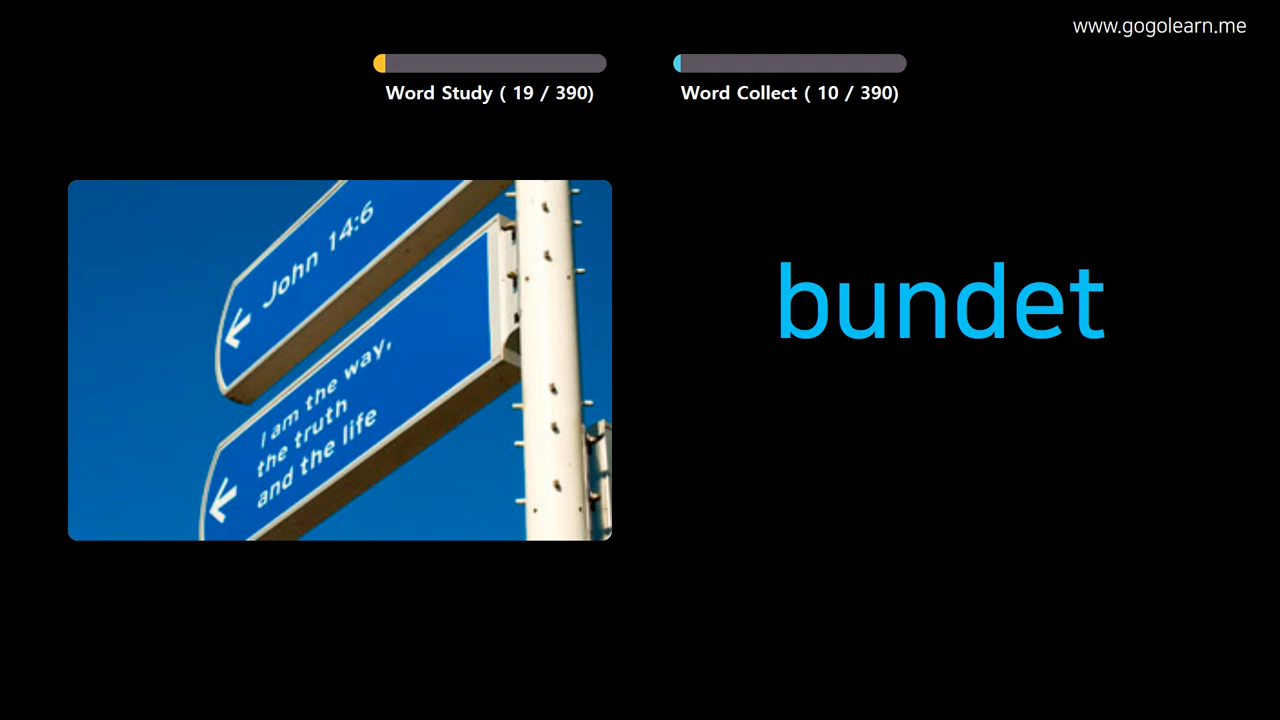 www.gogolearn.me
Word Study ( 19 / 390)
Word Collect ( 10 / 390)
John 14:6
I am the way,
the truth
and the life
bundet